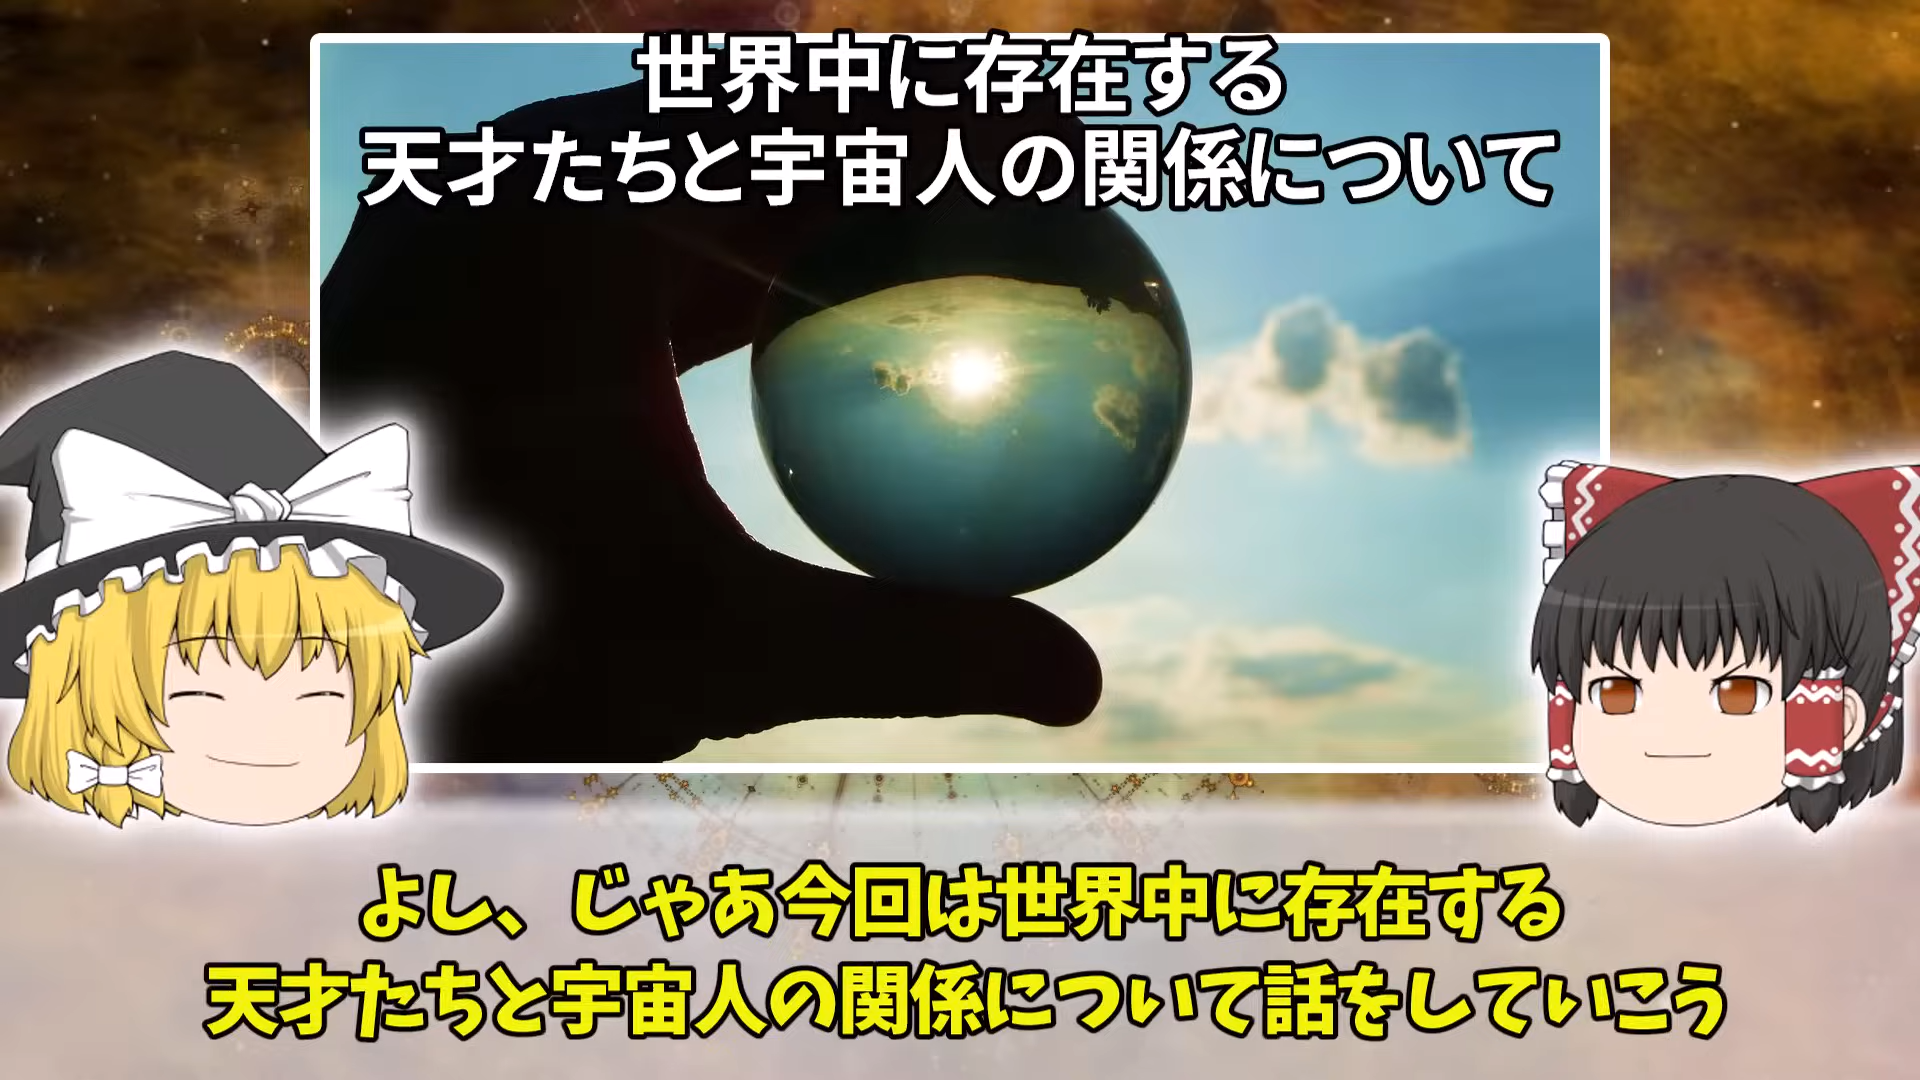 世界中に存在する
天才たちと宇宙人の関係について
よし、じゃあ今回は世界中に存在する
天才たちと宇宙人の関係について話をしていこう